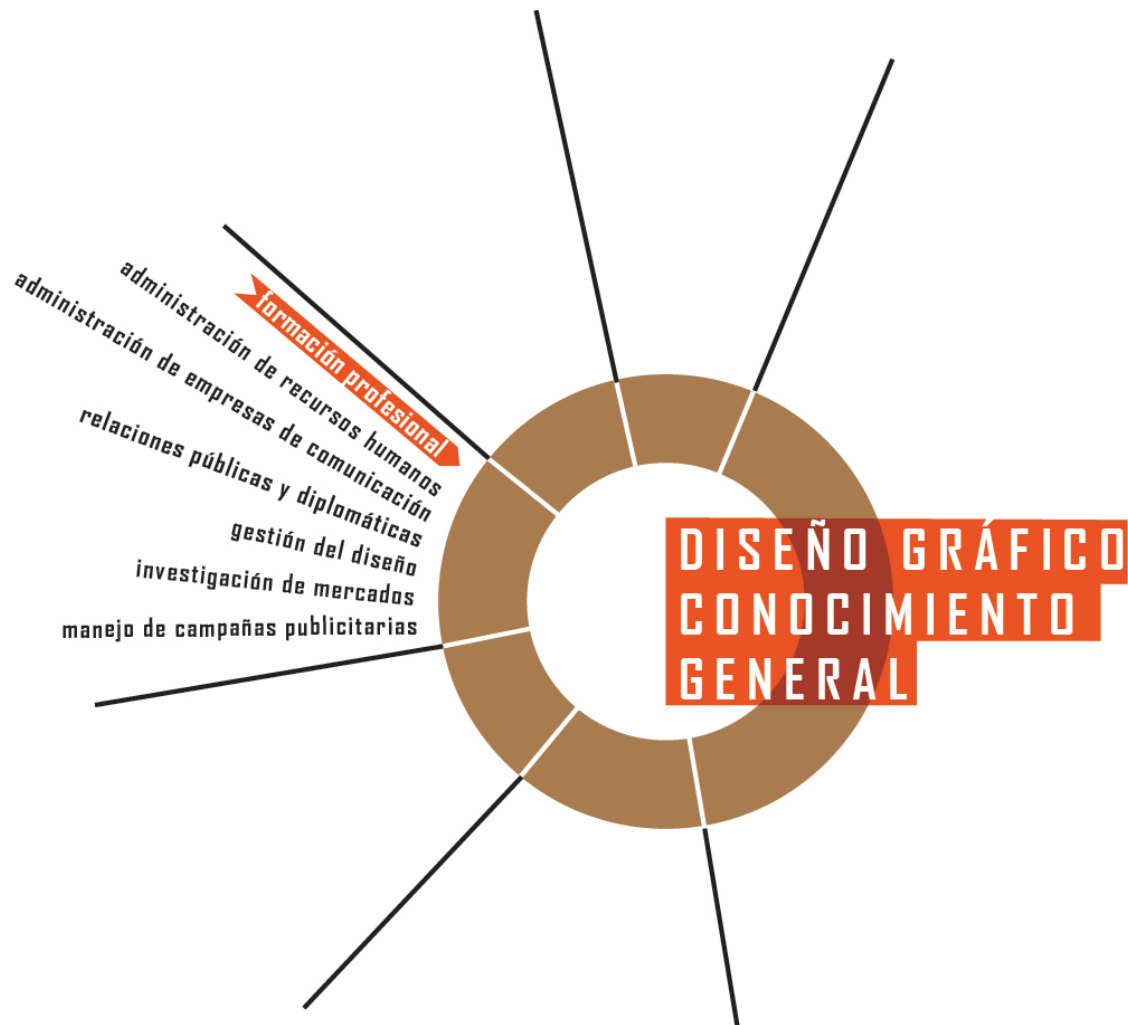 formación profesional
administración de recursos humanos
administración de empresas de comunicación
relaciones públicas y diplomáticas
gestión del diseño
investigación de mercados
manejo de campañas publicitarias
DISEÑO GRÁFICO
CONOCIMIENTO
GENERAL